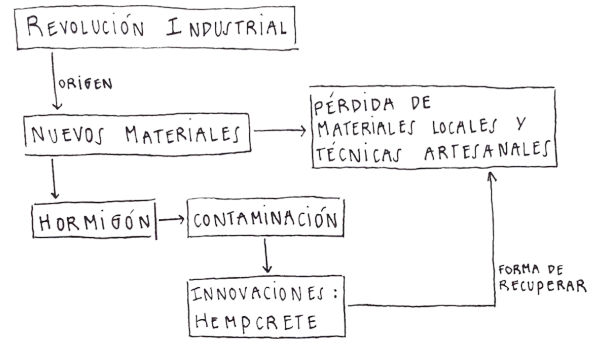 REVOLUCIÓN INDUSTRIAL
ORIGEN
NUEVOS MATERIALES
PÉRDIDA DE
MATERIALES LOCALES Y
TÉCNICAS ARTESANALES
HORMIGÓN
CONTAMINACIÓN
INNOVACIONES:
HEMPCRETE
FORMA DE
RECUPERAR